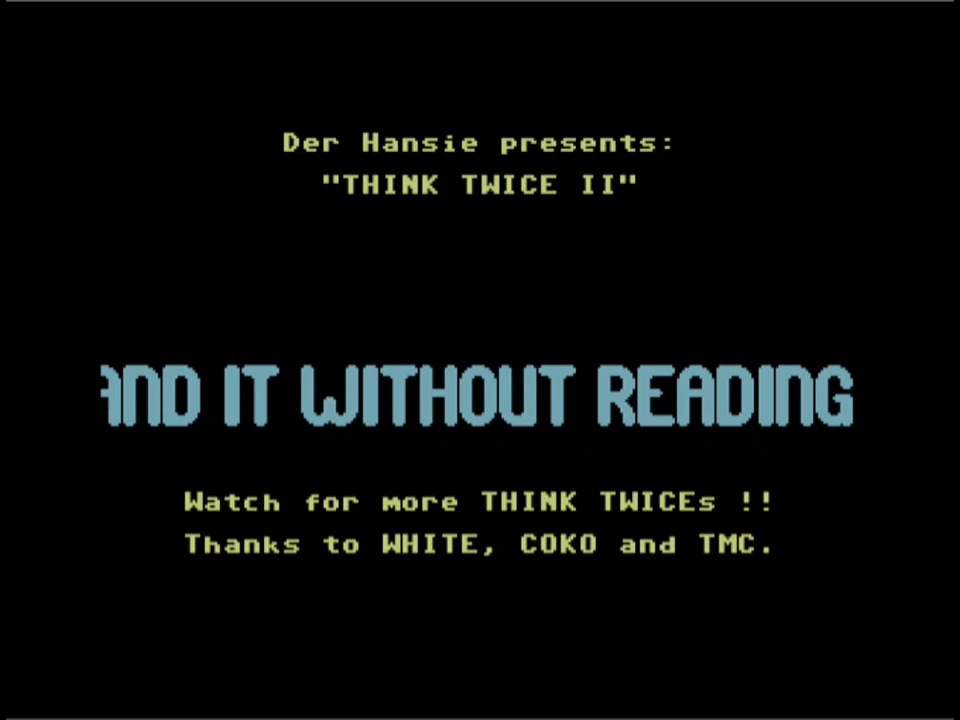 Der Hansie presents:
"THINK TWICE II"
AND IT WITHOUT READING
Watch for more THINK TWICEs !!
Thanks to WHITE, COKO and TMC.